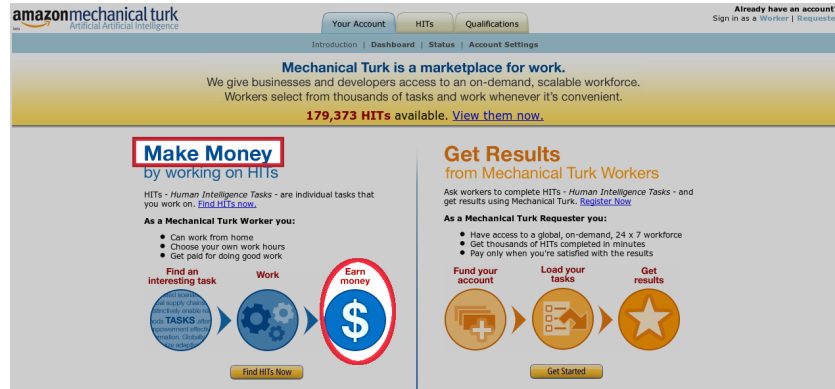 amazonmechanical turk
beta
Artificial Artificial Intelligence
Your Account
HITs
Qualifications
Already have an account
Sign in as a Worker | Requeste
Introduction | Dashboard | Status | Account Settings
Mechanical Turk is a marketplace for work.
We give businesses and developers access to an on-demand, scalable workforce.
Workers select from thousands of tasks and work whenever it's convenient.
179,373 HITs available. View them now.
Make Money
by working on HITs
HITs - Human Intelligence Tasks - are individual tasks that
you work on. Find HITs now.
As a Mechanical Turk Worker you:
• Can work from home
• Choose your own work hours
• Get paid for doing good work
Find an
interesting task
Work
Earn
money
supply chain
distinctively enable
TASKS
$
Find HITs Now
Get Results
from Mechanical Turk Workers
Ask workers to complete HITs - Human Intelligence Tasks - and
get results using Mechanical Turk. Register Now
As a Mechanical Turk Requester you:
• Have access to a global, on-demand, 24 x 7 workforce
• Get thousands of HITs completed in minutes
• Pay only when you're satisfied with the results
Fund your
account
Load your
tasks
Get
results
Get Started